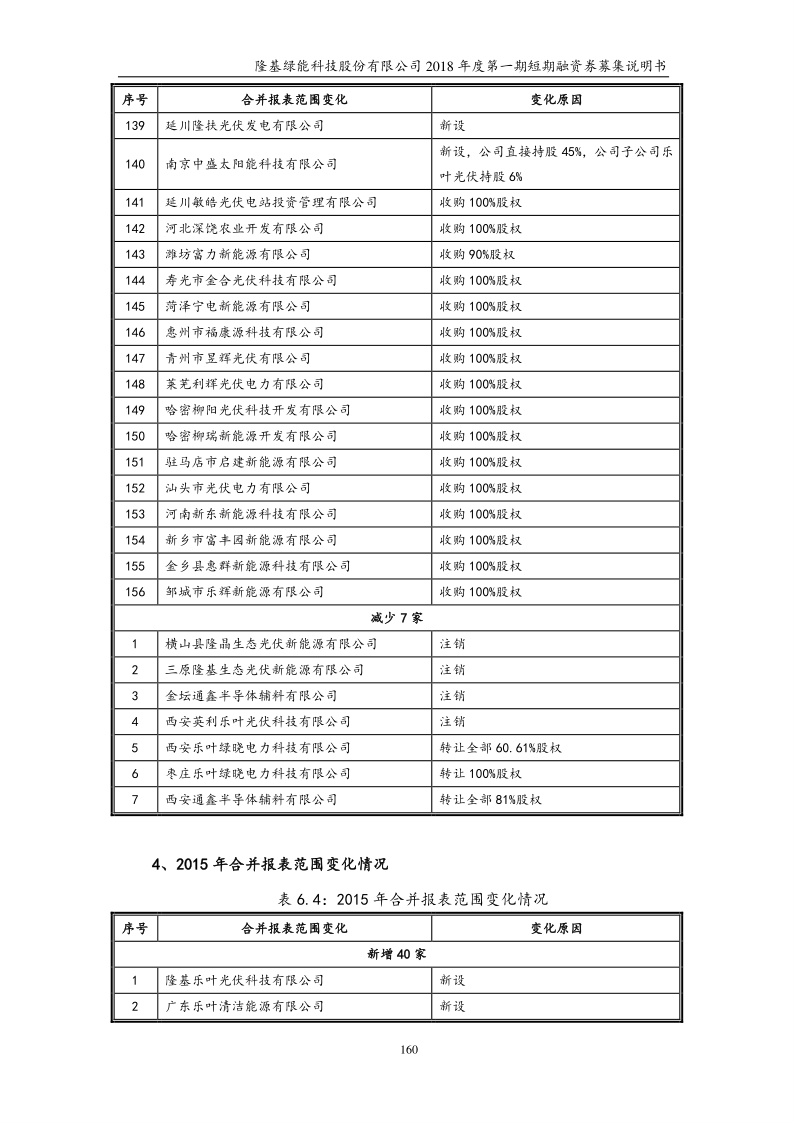 隆基绿能科技股份有限公司 2018 年度第一期短期融资券募集说明书
序号 合并报表范围变化 变化原因
139 延川隆扶光伏发电有限公司 新设
140 南京中盛太阳能科技有限公司 新设，公司直接持股 45%，公司子公司乐
叶光伏持股 6%
141 延川敏皓光伏电站投资管理有限公司 收购 100%股权
142 河北深饶农业开发有限公司 收购 100%股权
143 潍坊富力新能源有限公司 收购 90%股权
144 寿光市金合光伏科技有限公司 收购 100%股权
145 菏泽宁电新能源有限公司 收购 100%股权
146 惠州市福康源科技有限公司 收购 100%股权
147 青州市昱辉光伏有限公司 收购 100%股权
148 莱芜利辉光伏电力有限公司 收购 100%股权
149 哈密柳阳光伏科技开发有限公司 收购 100%股权
150 哈密柳瑞新能源开发有限公司 收购 100%股权
151 驻马店市启建新能源有限公司 收购 100%股权
152 汕头市光伏电力有限公司 收购 100%股权
153 河南新东新能源科技有限公司 收购 100%股权
154 新乡市富丰园新能源有限公司 收购 100%股权
155 金乡县惠群新能源科技有限公司 收购 100%股权
156 邹城市乐辉新能源有限公司 收购 100%股权
减少 7 家
1 横山县隆晶生态光伏新能源有限公司 注销
2 三原隆基生态光伏新能源有限公司 注销
3 金坛通鑫半导体辅料有限公司 注销
4 西安英利乐叶光伏科技有限公司 注销
5 西安乐叶绿晓电力科技有限公司 转让全部 60.61%股权
6 枣庄乐叶绿晓电力科技有限公司 转让 100%股权
7 西安通鑫半导体辅料有限公司 转让全部 81%股权
4、2015 年合并报表范围变化情况
表 6.4：2015 年合并报表范围变化情况
序号 合并报表范围变化 变化原因
新增 40 家
1 隆基乐叶光伏科技有限公司 新设
2 广东乐叶清洁能源有限公司 新设
160